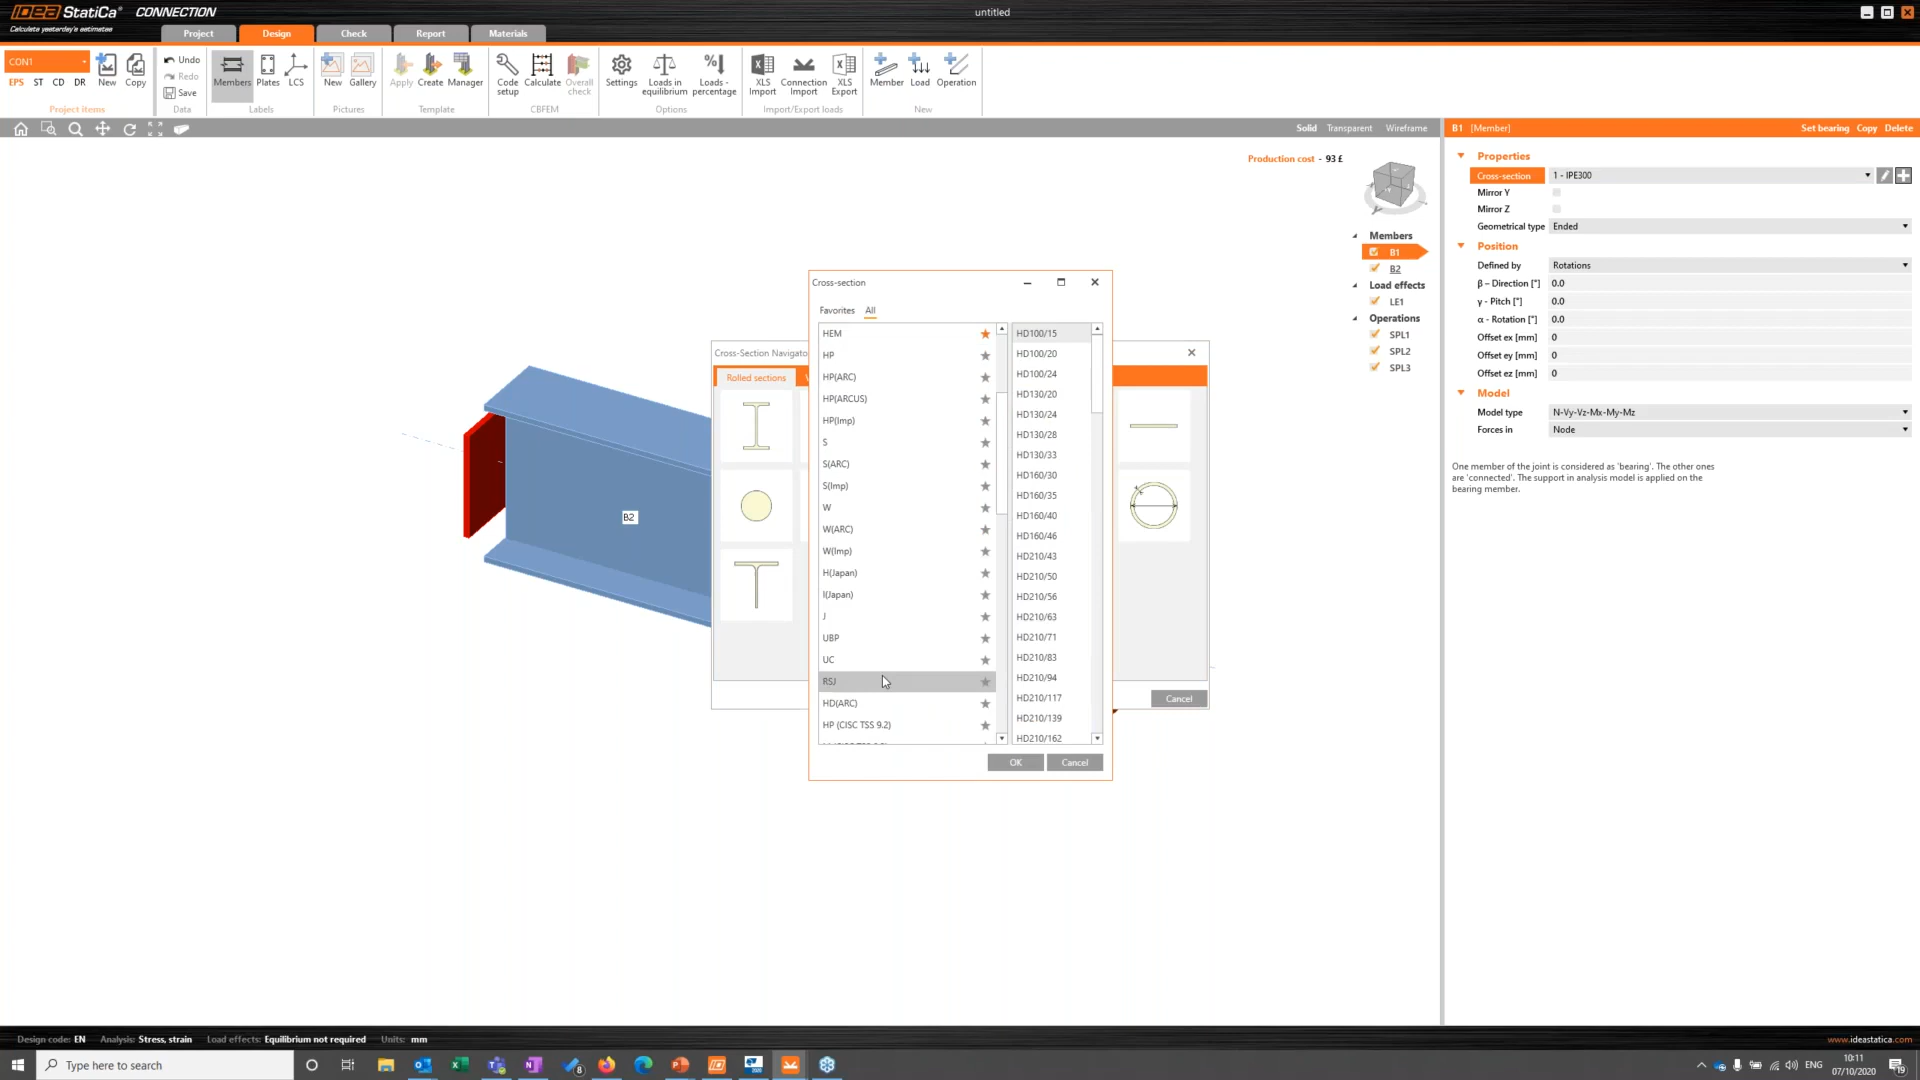 IDEA StatiCa® CONNECTION
Calculate yesterday's estimates
untitled
Project
Design
Check
Report
Materials
CON1
EPS ST CD DR
New
Copy
Project items
Undo
Redo
Save
Data
Members
Plates
LCS
Labels
New
Gallery
Pictures
Apply
Create
Manager
Template
Code setup
Calculate
Overall check
CBFEM
Settings
Loads in equilibrium
Loads - percentage
Options
XLS Import
Connection Import
XLS Export
Import/Export loads
Member
Load
Operation
New
Solid Transparent Wireframe
Production cost - 93 £
Members
B1
B2
Load effects
LE1
Operations
SPL1
SPL2
SPL3
B1 [Member]
Set bearing Copy Delete
Properties
Cross-section 1 - IPE300
Mirror Y
Mirror Z
Geometrical type Ended
Position
Defined by Rotations
β – Direction [°] 0.0
γ - Pitch [°] 0.0
α - Rotation [°] 0.0
Offset ex [mm] 0
Offset ey [mm] 0
Offset ez [mm] 0
Model
Model type N-Vy-Vz-Mx-My-Mz
Forces in Node
One member of the joint is considered as 'bearing'. The other ones
are 'connected'. The support in analysis model is applied on the
bearing member.
B2
Cross-Section Navigato
Rolled sections
Cancel
Cross-section
Favorites All
HEM
HP
HP(ARC)
HP(ARCUS)
HP(Imp)
S
S(ARC)
S(Imp)
W
W(ARC)
W(Imp)
H(Japan)
I(Japan)
J
UBP
UC
RSJ
HD(ARC)
HP (CISC TSS 9.2)
HD100/15
HD100/20
HD100/24
HD130/20
HD130/24
HD130/28
HD130/33
HD160/30
HD160/35
HD160/40
HD160/46
HD210/43
HD210/50
HD210/56
HD210/63
HD210/71
HD210/83
HD210/94
HD210/117
HD210/139
HD210/162
OK
Cancel
Design code: EN Analysis: Stress, strain Load effects: Equilibrium not required Units: mm
www.ideastatica.com
Type here to search
8
ENG
10:11
07/10/2020
19